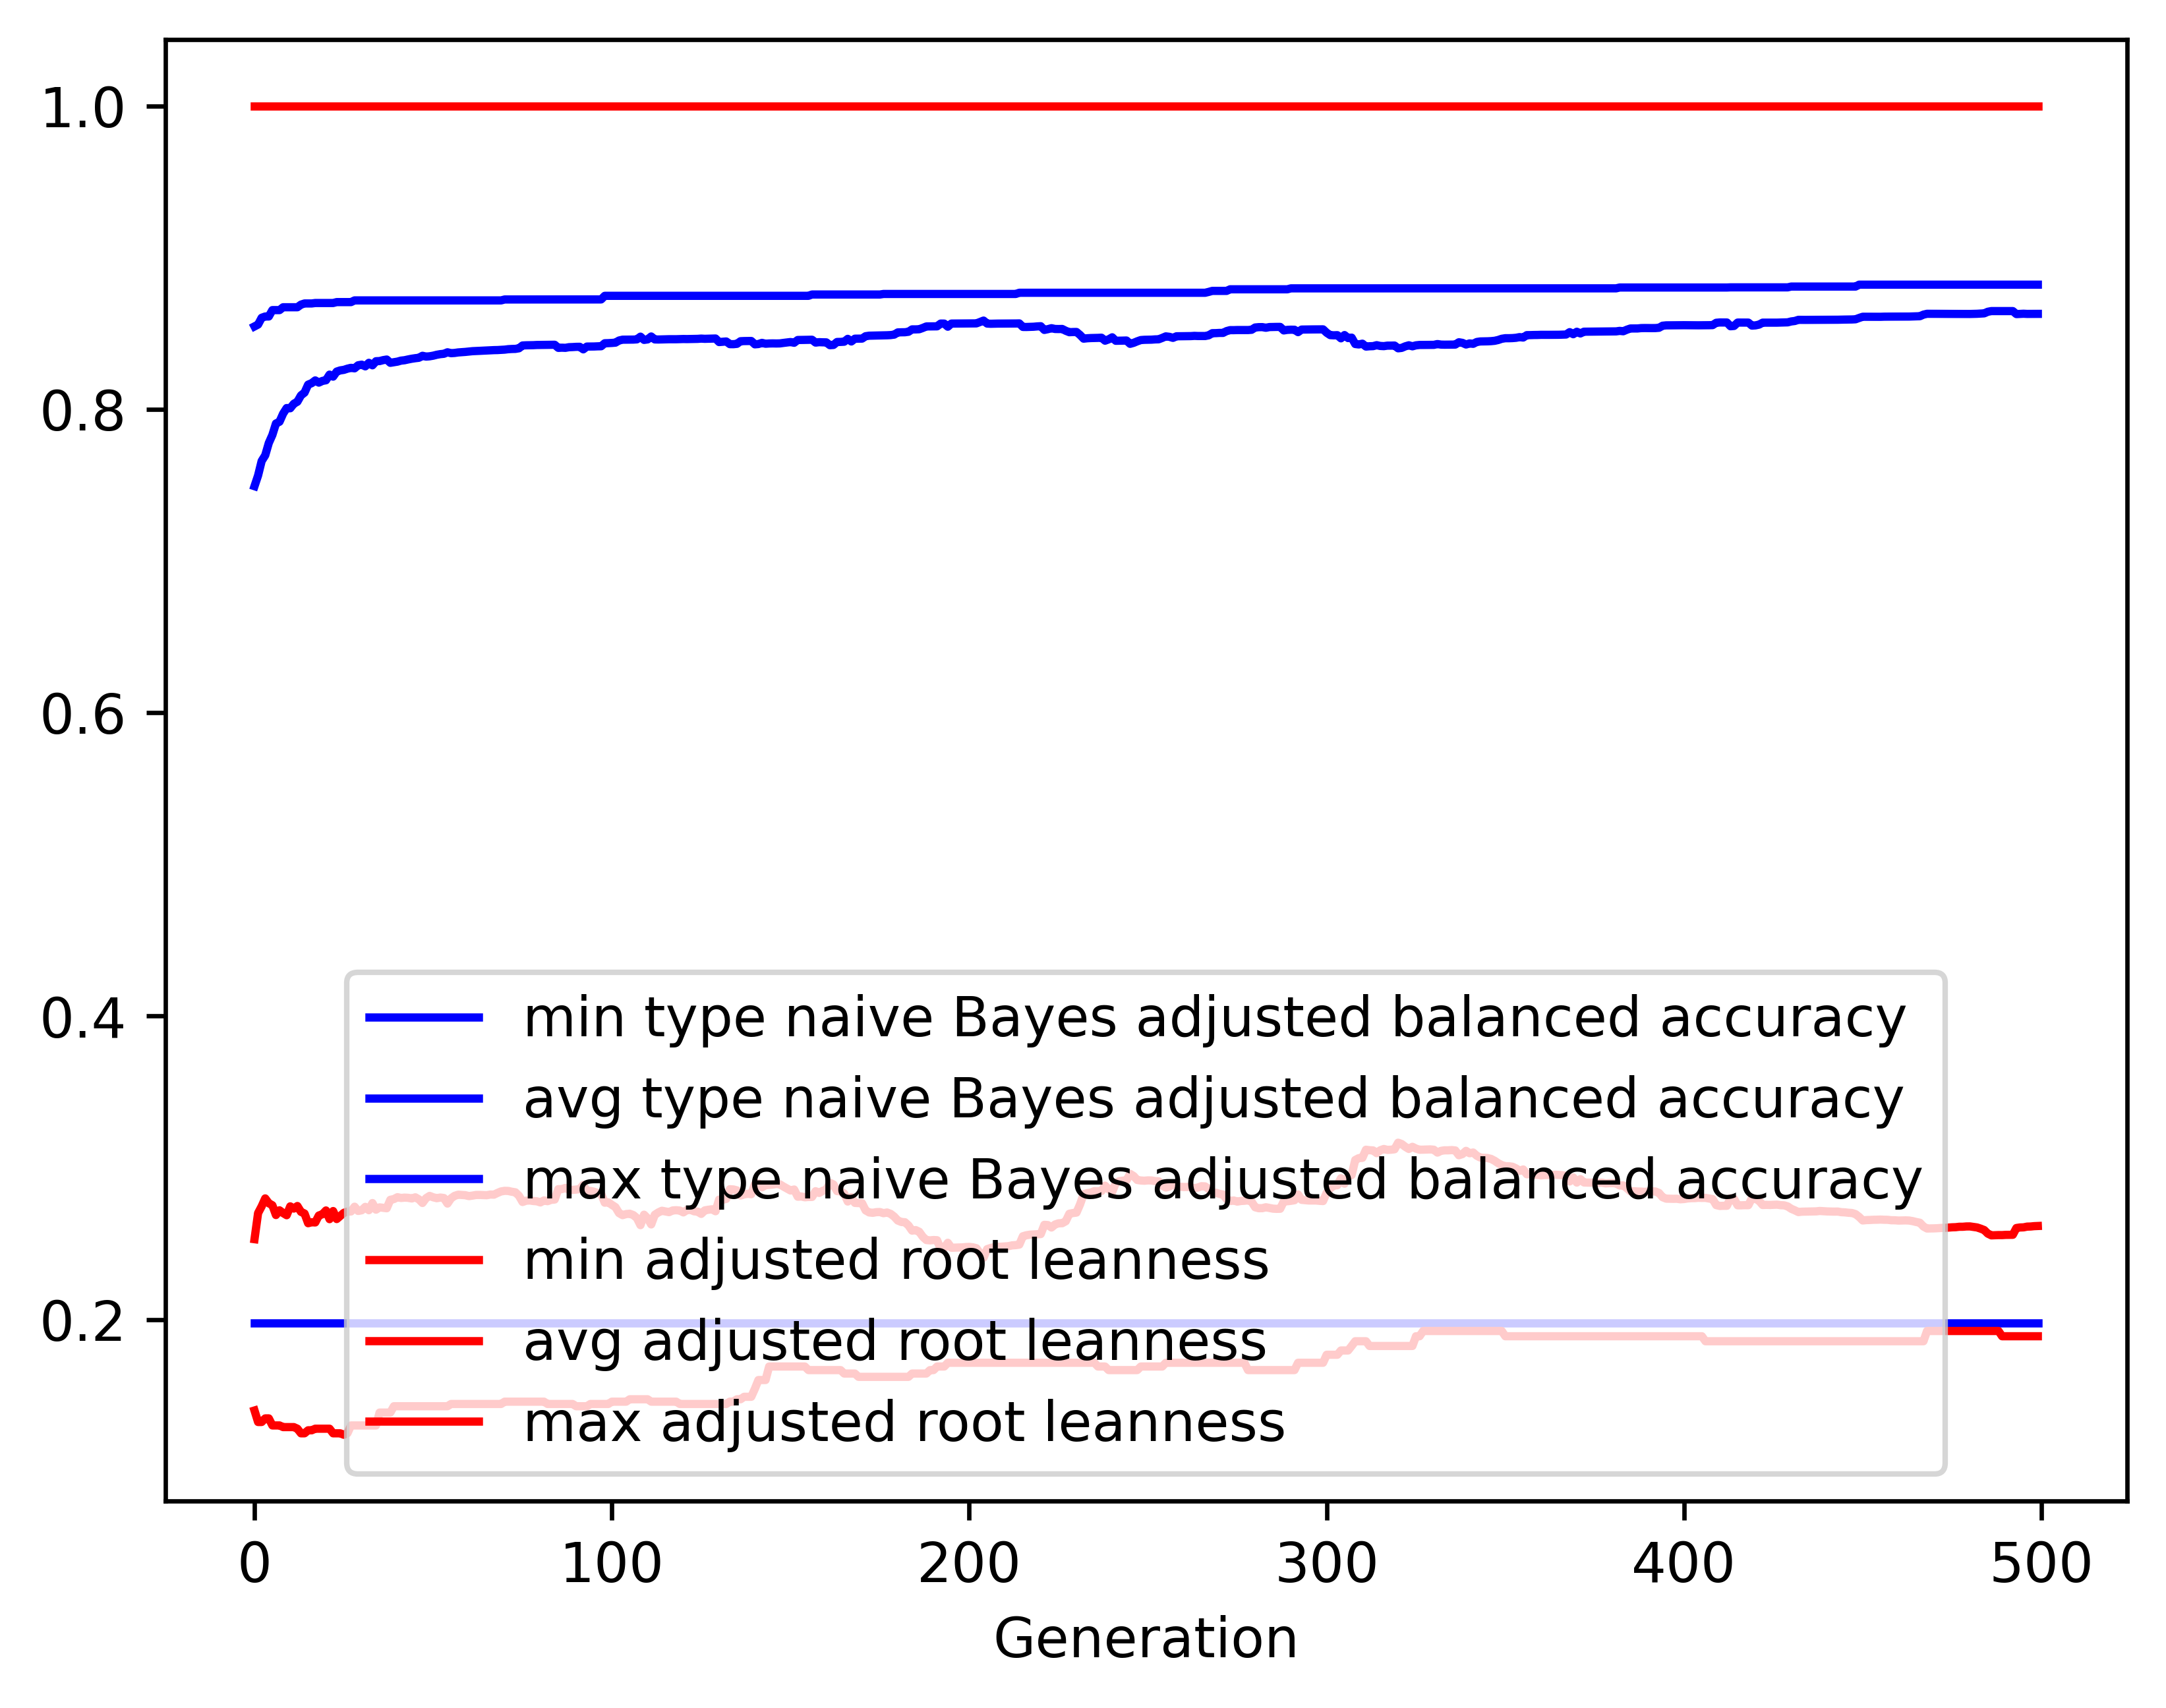 1.0
0.8
0.6
0.4
0.2
min type naive Bayes adjusted balanced accuracy
avg type naive Bayes adjusted balanced accuracy
max type naive Bayes adjusted balanced accuracy
min adjusted root leanness
avg adjusted root leanness
max adjusted root leanness
0 100 200 300 400 500
Generation